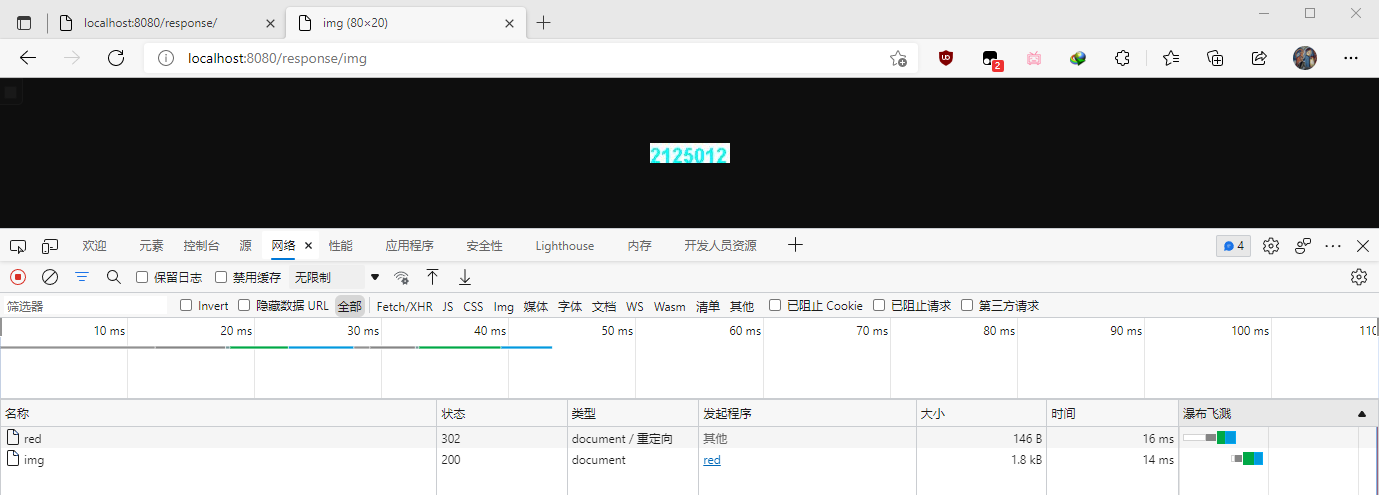 localhost:8080/response/
img (80×20)
localhost:8080/response/img
2
2125012
欢迎 元素 控制台 源 网络 性能 应用程序 安全性 Lighthouse 内存 开发人员资源 4
保留日志 禁用缓存 无限制
筛选器 Invert 隐藏数据 URL 全部 Fetch/XHR JS CSS Img 媒体 字体 文档 WS Wasm 清单 其他 已阻止 Cookie 已阻止请求 第三方请求
10 ms 20 ms 30 ms 40 ms 50 ms 60 ms 70 ms 80 ms 90 ms 100 ms 110
名称 状态 类型 发起程序 大小 时间 瀑布飞溅
red 302 document / 重定向 其他 146 B 16 ms
img 200 document red 1.8 kB 14 ms